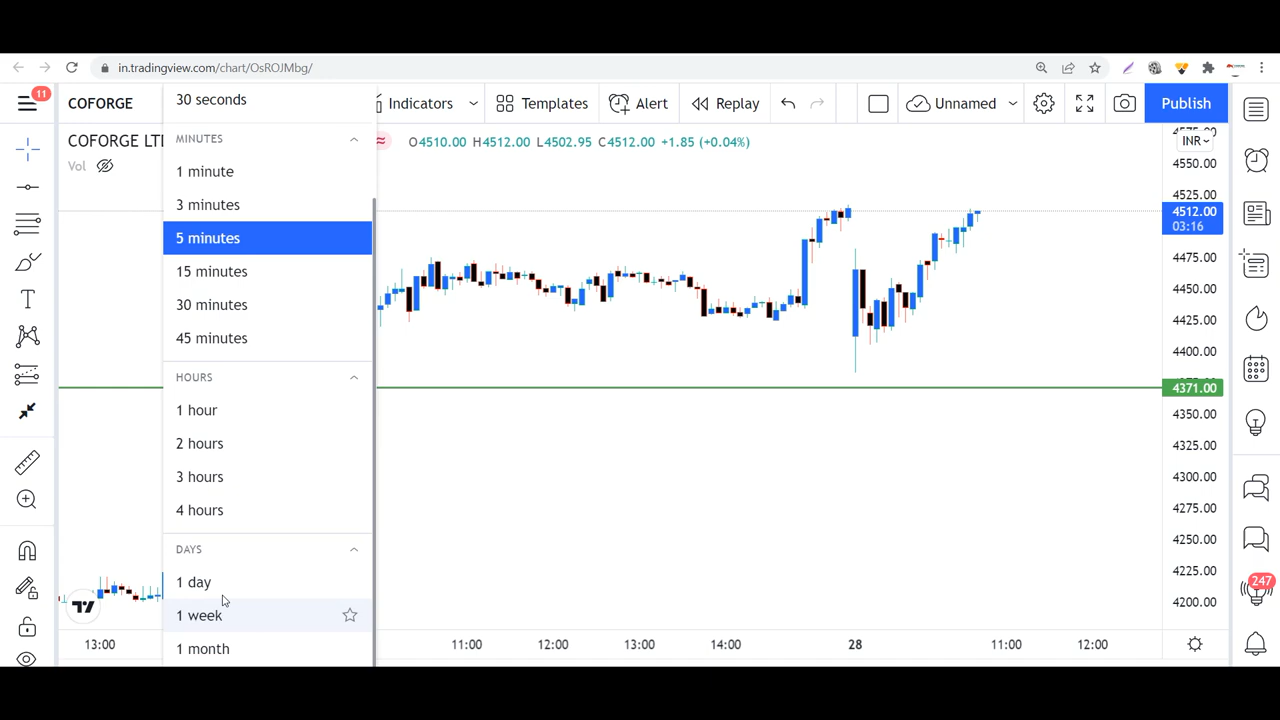 in.tradingview.com/chart/OsROJMbg/
11
COFORGE
30 seconds
Indicators
Templates
Alert
Replay
Unnamed
Publish
COFORGE LT
O4510.00 H4512.00 L4502.95 C4512.00 +1.85 (+0.04%)
Vol
INR
MINUTES
1 minute
3 minutes
5 minutes
15 minutes
30 minutes
45 minutes
HOURS
1 hour
2 hours
3 hours
4 hours
DAYS
1 day
1 week
1 month
4575.00
4550.00
4525.00
4512.00
03:16
4475.00
4450.00
4425.00
4400.00
4371.00
4350.00
4325.00
4300.00
4275.00
4250.00
4225.00
4200.00
247
13:00
11:00
12:00
14:00
28
11:00
12:00